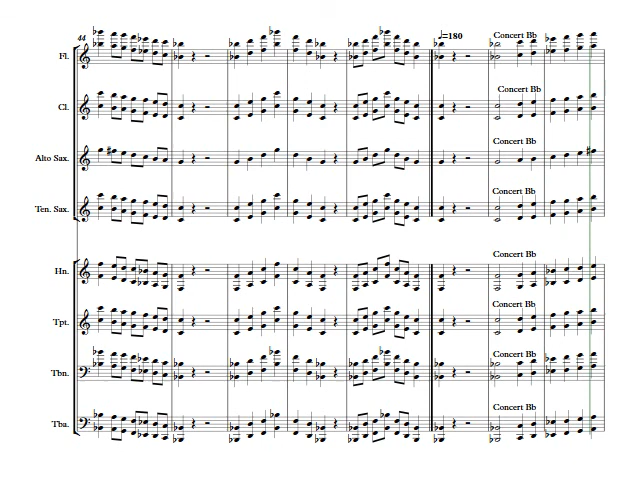 44
♩=180
Concert Bb
Fl.
Concert Bb
Cl.
Concert Bb
Alto Sax.
Concert Bb
Ten. Sax.
Concert Bb
Hn.
Concert Bb
Tpt.
Concert Bb
Tbn.
Concert Bb
Tba.